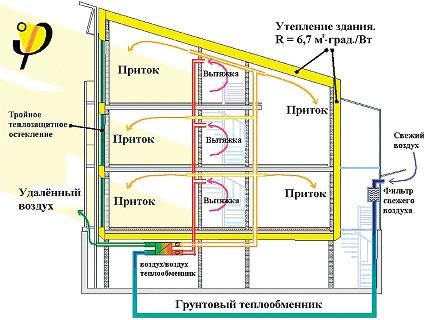 Утепление здания.
R = 6,7 м²·град./Вт
Приток
Вытяжка
Приток
Тройное
теплозащитное
остекление
Приток
Вытяжка
Свежий
воздух
Удалённый
воздух
Приток
Вытяжка
Приток
Фильтр
свежего
воздуха
воздух/воздух
теплообменник
Грунтовый теплообменник